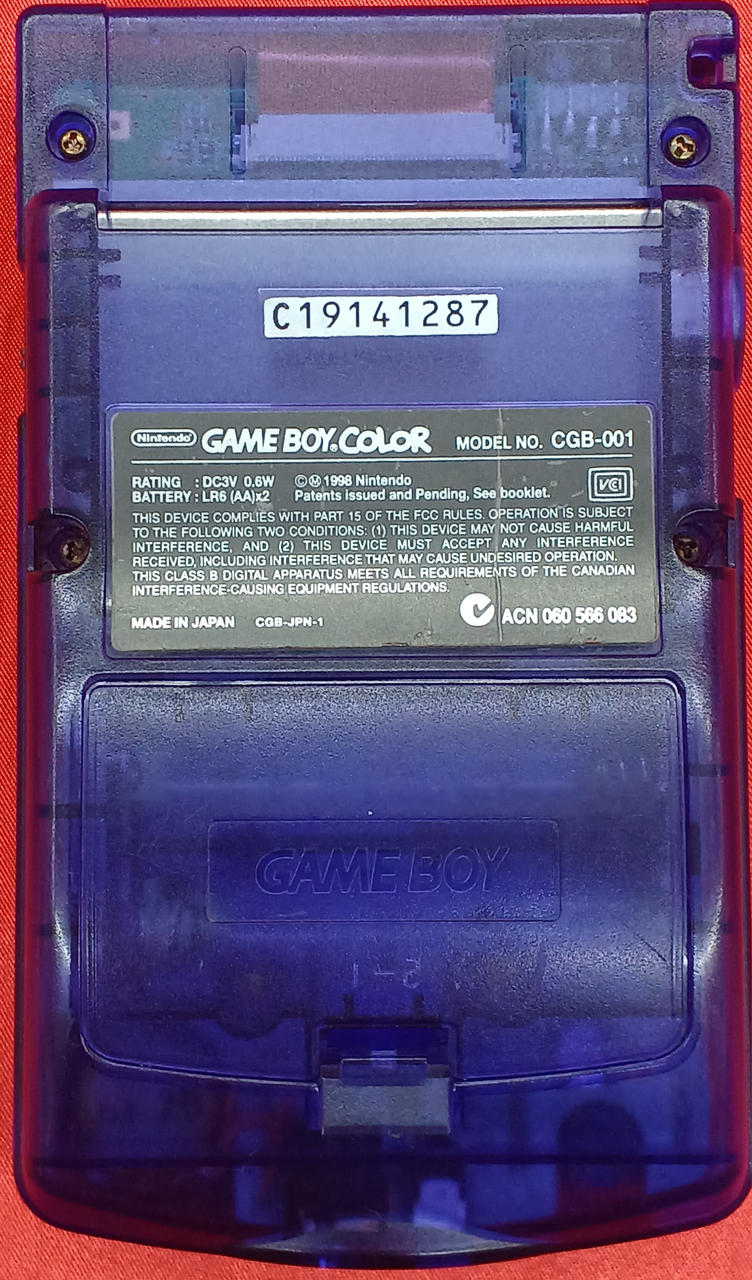 C19141287
Nintendo GAME BOY COLOR MODEL NO. CGB-001
RATING : DC3V 0.6W ©Ⓜ 1998 Nintendo
BATTERY : LR6 (AA)x2 Patents issued and Pending, See booklet.
VCI
THIS DEVICE COMPLIES WITH PART 15 OF THE FCC RULES. OPERATION IS SUBJECT
TO THE FOLLOWING TWO CONDITIONS: (1) THIS DEVICE MAY NOT CAUSE HARMFUL
INTERFERENCE, AND (2) THIS DEVICE MUST ACCEPT ANY INTERFERENCE
RECEIVED, INCLUDING INTERFERENCE THAT MAY CAUSE UNDESIRED OPERATION.
THIS CLASS B DIGITAL APPARATUS MEETS ALL REQUIREMENTS OF THE CANADIAN
INTERFERENCE-CAUSING EQUIPMENT REGULATIONS.
MADE IN JAPAN CGB-JPN-1 ACN 060 566 083
GAME BOY